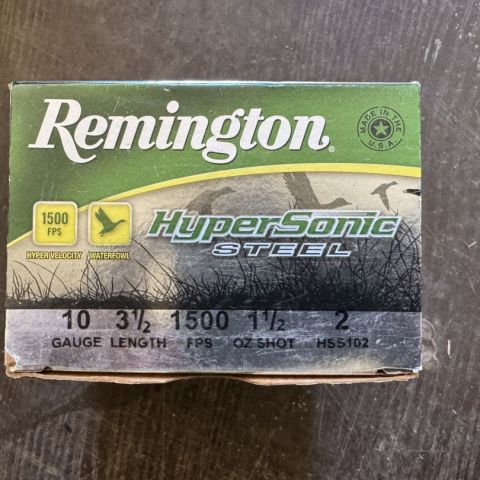 Remington
MADE IN THE U.S.A.
1500
FPS
HYPER VELOCITY
WATERFOWL
HyperSonic
STEEL
10 3½ 1500 1½ 2
GAUGE LENGTH FPS OZ SHOT HSS102